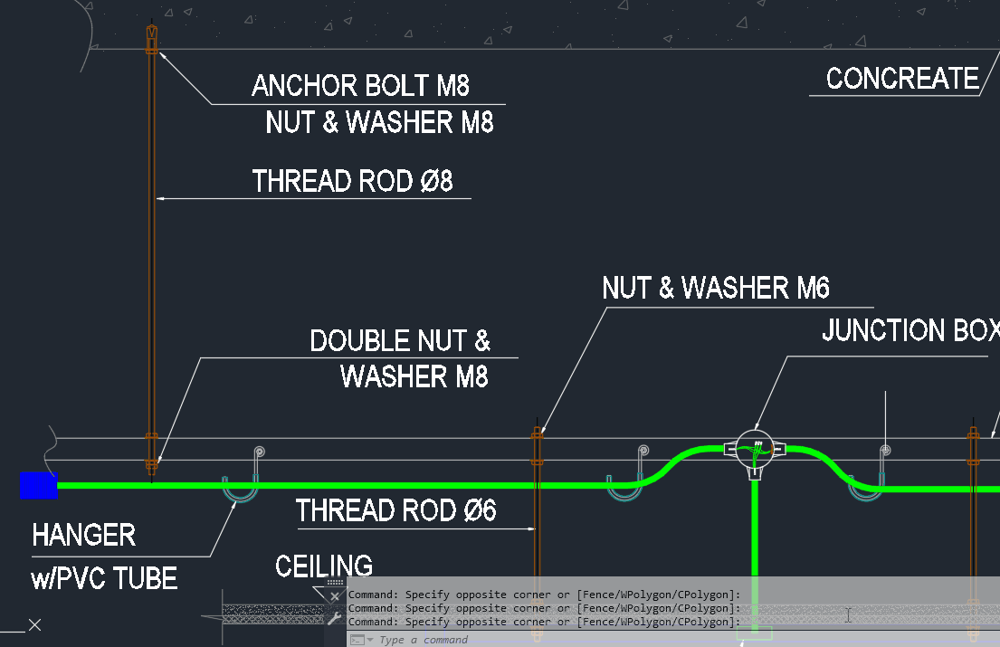 ANCHOR BOLT M8
NUT & WASHER M8
CONCREATE
THREAD ROD Ø8
NUT & WASHER M6
JUNCTION BOX
DOUBLE NUT &
WASHER M8
THREAD ROD Ø6
HANGER
w/PVC TUBE
CEILING
Command: Specify opposite corner or [Fence/WPolygon/CPolygon]:
Command: Specify opposite corner or [Fence/WPolygon/CPolygon]:
Command: Specify opposite corner or [Fence/WPolygon/CPolygon]:
Type a command